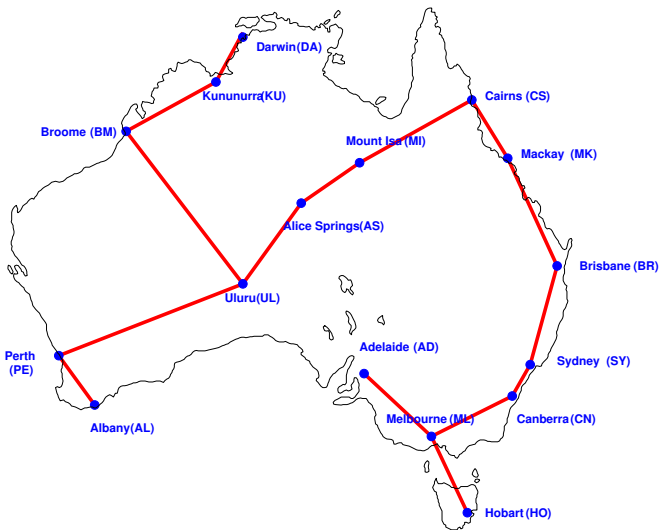 Darwin(DA)
Kununurra(KU)
Cairns (CS)
Broome (BM)
Mount Isa(MI)
Mackay (MK)
Alice Springs(AS)
Brisbane (BR)
Uluru(UL)
Adelaide (AD)
Perth
(PE)
Sydney (SY)
Albany(AL)
Melbourne(ML)
Canberra(CN)
Hobart(HO)